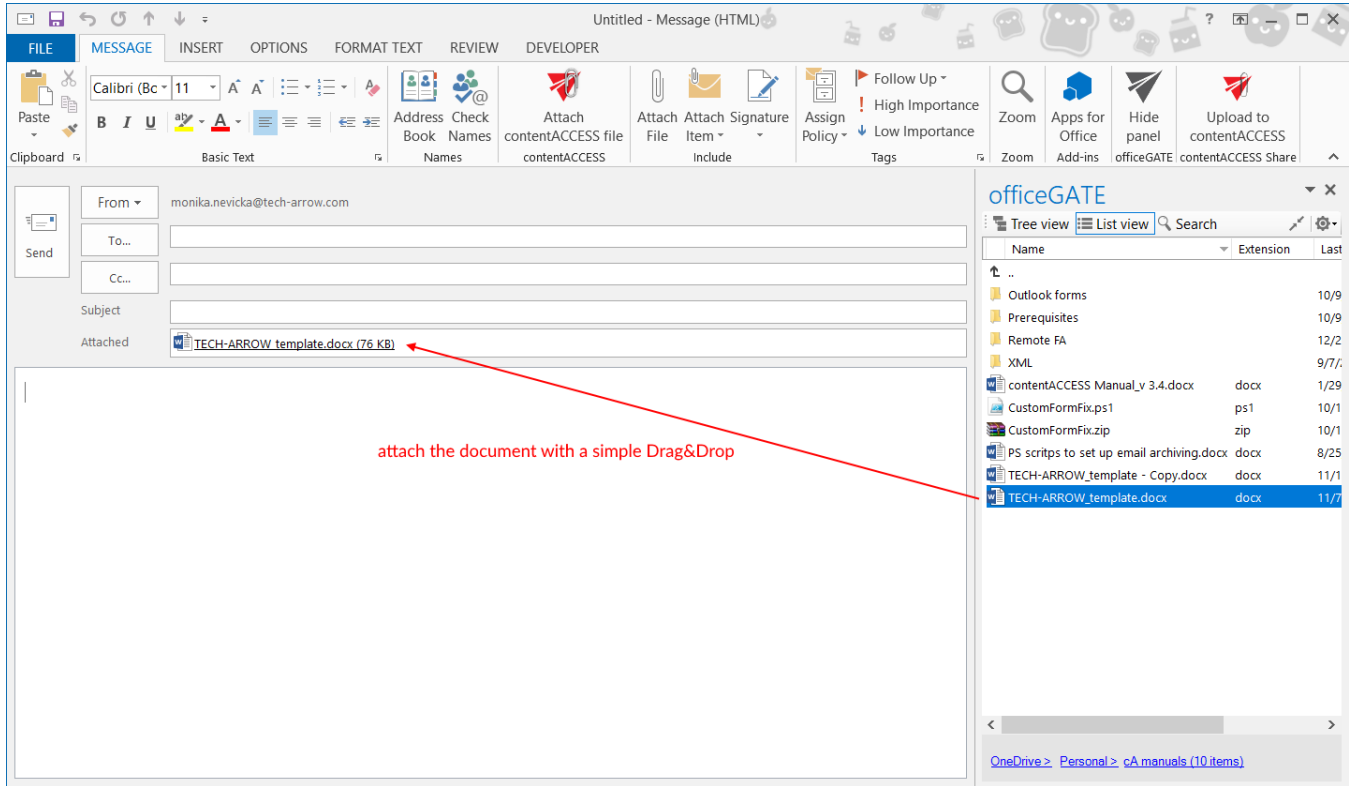 Untitled - Message (HTML)
?
FILE MESSAGE INSERT OPTIONS FORMAT TEXT REVIEW DEVELOPER
Paste
Clipboard
Calibri (Bc 11
B I U
Basic Text
Address Book
Check Names
Names
Attach contentACCESS file
contentACCESS
Attach File
Attach Item
Signature
Include
Assign Policy
Follow Up
High Importance
Low Importance
Tags
Zoom
Zoom
Apps for Office
Add-ins
Hide panel
officeGATE
Upload to contentACCESS
contentACCESS Share
Send
From monika.nevicka@tech-arrow.com
To...
Cc...
Subject
Attached TECH-ARROW_template.docx (76 KB)
attach the document with a simple Drag&Drop
officeGATE
Tree view List view Search
Name Extension Last
..
Outlook forms 10/9
Prerequisites 10/9
Remote FA 12/2
XML 9/7/2
contentACCESS Manual_v 3.4.docx docx 1/29
CustomFormFix.ps1 ps1 10/1
CustomFormFix.zip zip 10/1
PS scritps to set up email archiving.docx docx 8/25
TECH-ARROW_template - Copy.docx docx 11/1
TECH-ARROW_template.docx docx 11/7
OneDrive > Personal > cA manuals (10 items)